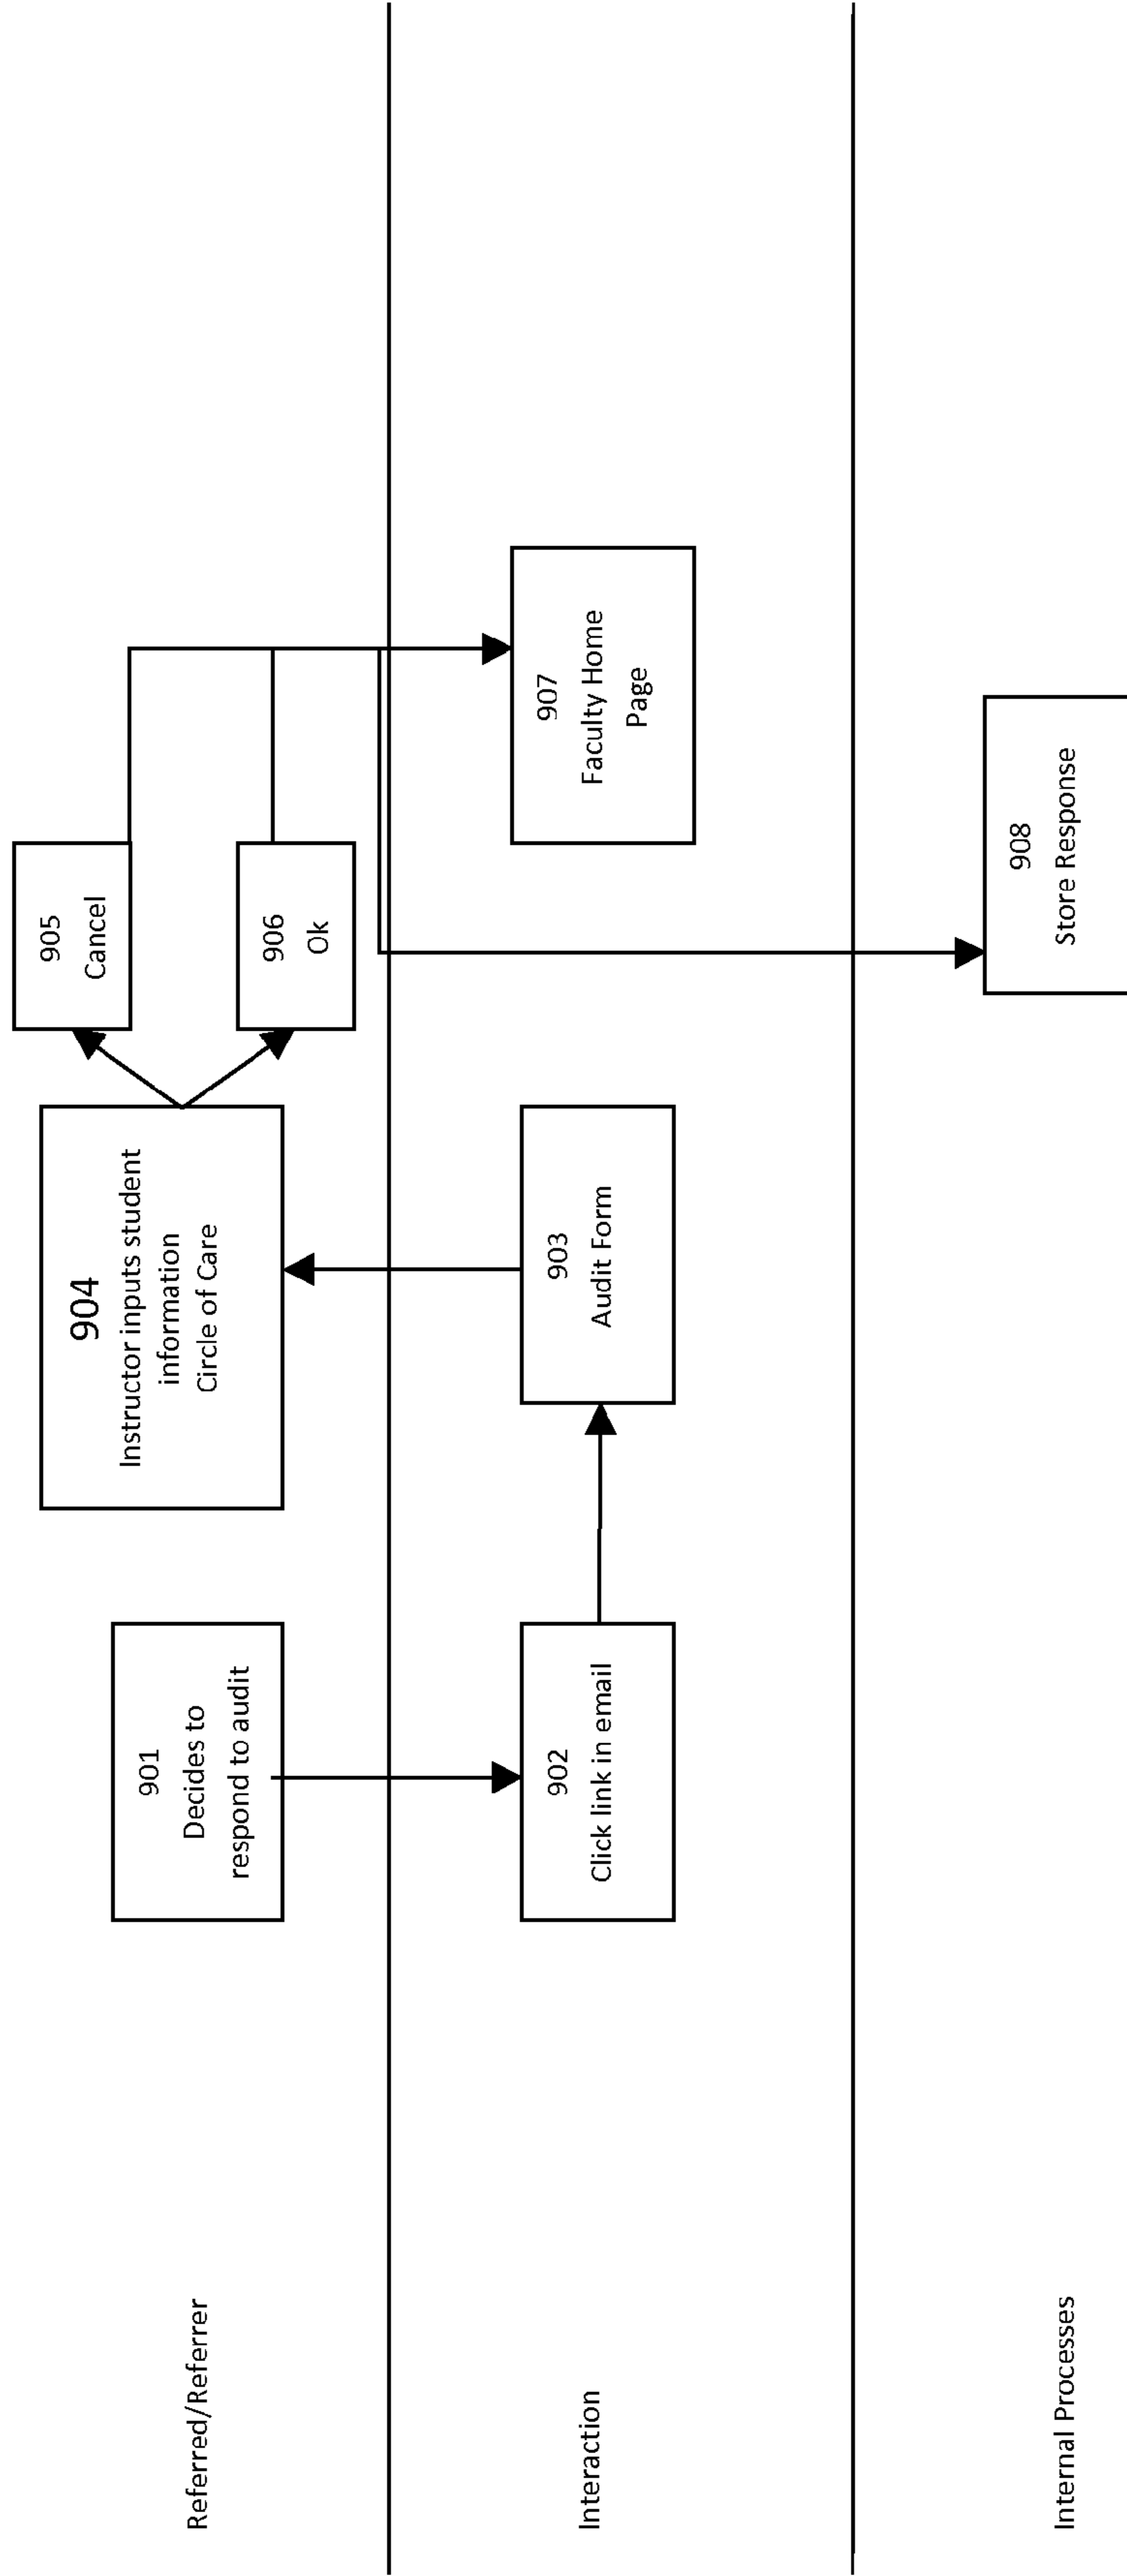 Referred/Referrer
901
Decides to
respond to audit
904
Instructor inputs student
information
Circle of Care
905
Cancel
906
Ok
Interaction
902
Click link in email
903
Audit Form
907
Faculty Home
Page
Internal Processes
908
Store Response